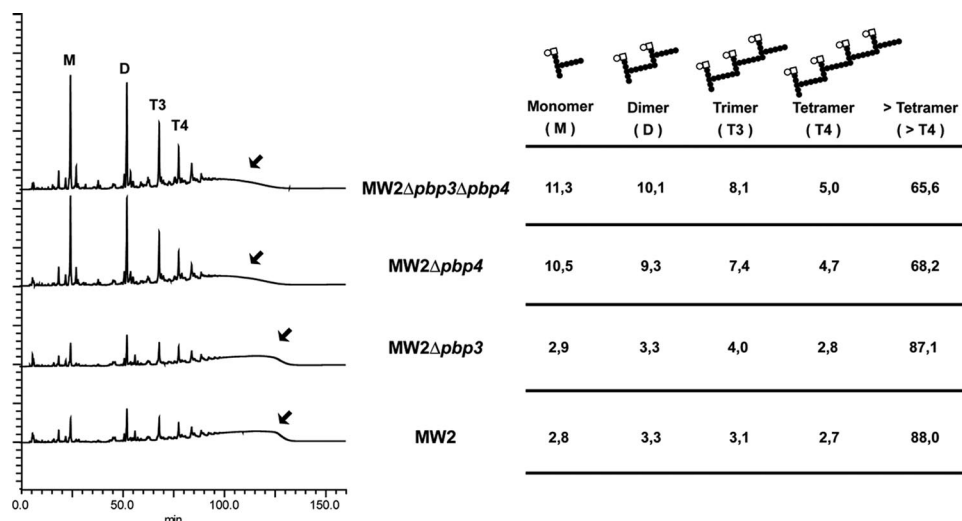 M
D
T3
T4
0.0
50.0
100.0
min
Monomer
( M )
Dimer
( D )
Trimer
( T3 )
Tetramer
( T4 )
> Tetramer
( > T4 )
MW2Δpbp3Δpbp4 11,3 10,1 8,1 5,0 65,6
MW2Δpbp4 10,5 9,3 7,4 4,7 68,2
MW2Δpbp3 2,9 3,3 4,0 2,8 87,1
MW2 2,8 3,3 3,1 2,7 88,0